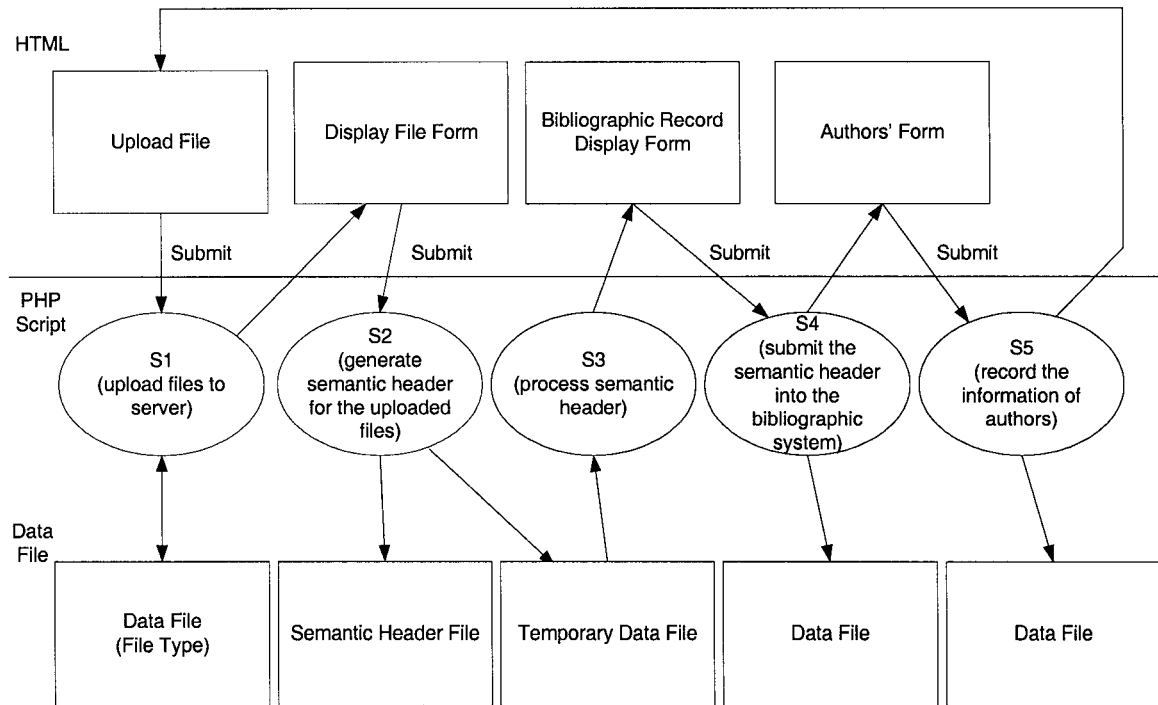 HTML
Upload File
Display File Form
Bibliographic Record
Display Form
Authors' Form
Submit
Submit
Submit
Submit
PHP
Script
S1
(upload files to
server)
S2
(generate
semantic header
for the uploaded
files)
S3
(process semantic
header)
S4
(submit the
semantic header
into the
bibliographic
system)
S5
(record the
information of
authors)
Data
File
Data File
(File Type)
Semantic Header File
Temporary Data File
Data File
Data File